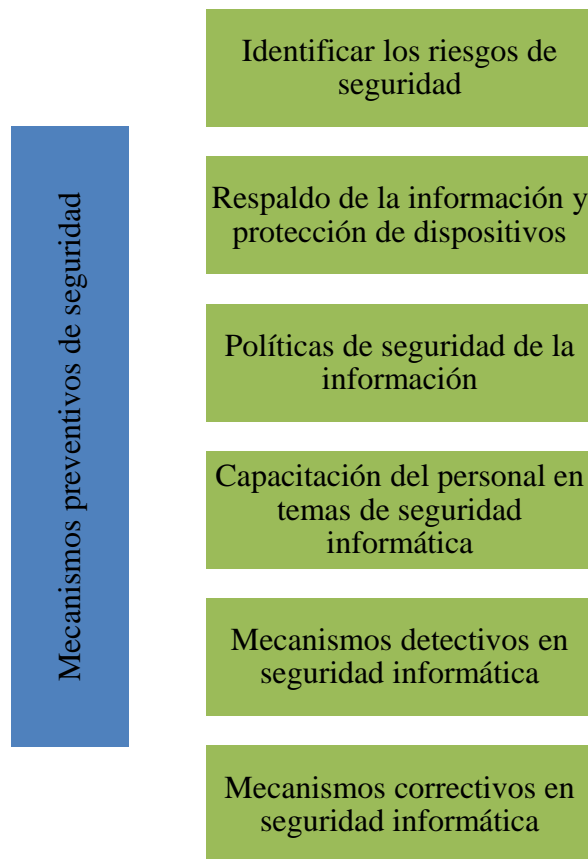 Mecanismos preventivos de seguridad
Identificar los riesgos de
seguridad
Respaldo de la información y
protección de dispositivos
Políticas de seguridad de la
información
Capacitación del personal en
temas de seguridad
informática
Mecanismos detectivos en
seguridad informática
Mecanismos correctivos en
seguridad informática